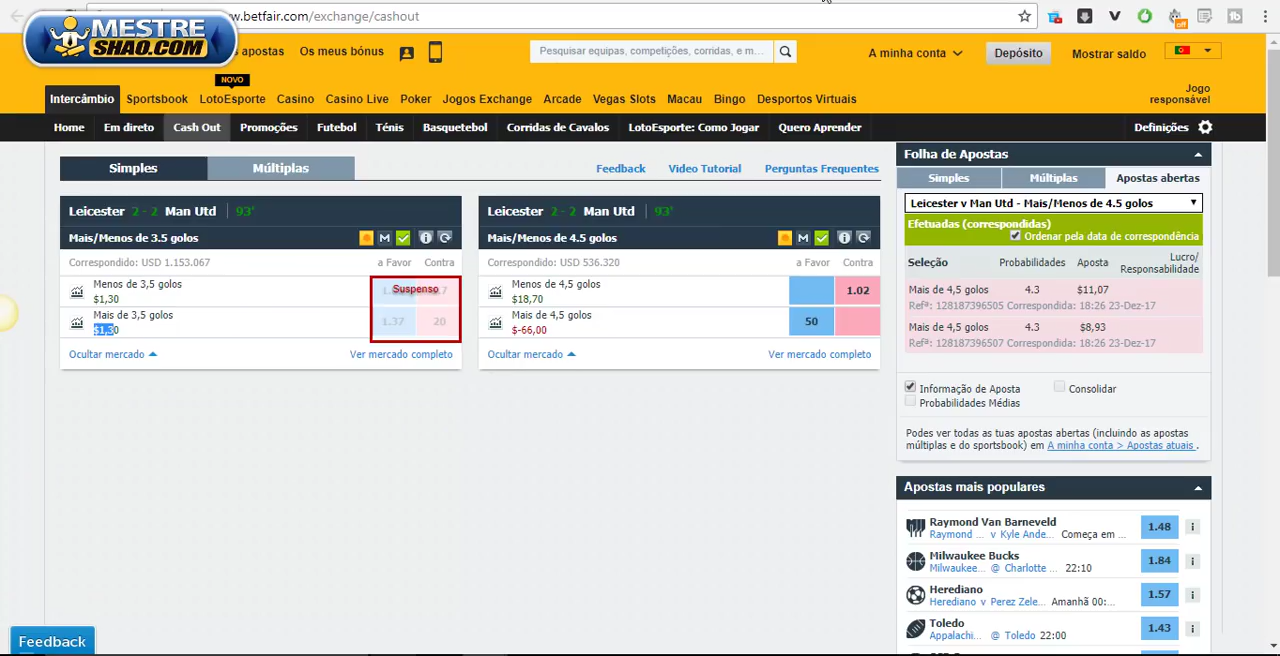 MESTRE
SHAO.COM
w.betfair.com/exchange/cashout
apostas
Os meus bónus
Pesquisar equipas, competições, corridas, e m...
A minha conta
Depósito
Mostrar saldo
NOVO
Intercâmbio
Sportsbook
LotoEsporte
Casino
Casino Live
Poker
Jogos Exchange
Arcade
Vegas Slots
Macau
Bingo
Desportos Virtuais
Jogo
responsável
Home
Em direto
Cash Out
Promoções
Futebol
Ténis
Basquetebol
Corridas de Cavalos
LotoEsporte: Como Jogar
Quero Aprender
Definições
Simples
Múltiplas
Feedback
Video Tutorial
Perguntas Frequentes
Leicester 2 - 2 Man Utd 93'
Mais/Menos de 3.5 golos
M
Correspondido: USD 1.153.067
a Favor
Contra
Menos de 3,5 golos
$1,30
Suspenso
Mais de 3,5 golos
$1,30
1.37
20
Ocultar mercado
Ver mercado completo
Leicester 2 - 2 Man Utd 93'
Mais/Menos de 4.5 golos
M
Correspondido: USD 536.320
a Favor
Contra
Menos de 4,5 golos
$18,70
1.02
Mais de 4,5 golos
$-66,00
50
Ocultar mercado
Ver mercado completo
Folha de Apostas
Simples
Múltiplas
Apostas abertas
Leicester v Man Utd - Mais/Menos de 4.5 golos
Efetuadas (correspondidas)
Ordenar pela data de correspondência
Seleção
Probabilidades
Aposta
Lucro/
Responsabilidade
Mais de 4,5 golos 4.3 $11,07
Refª: 128187396505 Correspondida: 18:26 23-Dez-17
Mais de 4,5 golos 4.3 $8,93
Refª: 128187396507 Correspondida: 18:26 23-Dez-17
Informação de Aposta
Consolidar
Probabilidades Médias
Podes ver todas as tuas apostas abertas (incluindo as apostas
múltiplas e do sportsbook) em A minha conta > Apostas atuais .
Apostas mais populares
Raymond Van Barneveld
Raymond ... v Kyle Ande... Começa em ...
1.48
i
Milwaukee Bucks
Milwaukee... @ Charlotte ... 22:10
1.84
i
Herediano
Herediano v Perez Zele... Amanhã 00:...
1.57
i
Toledo
Appalachi... @ Toledo 22:00
1.43
i
Feedback